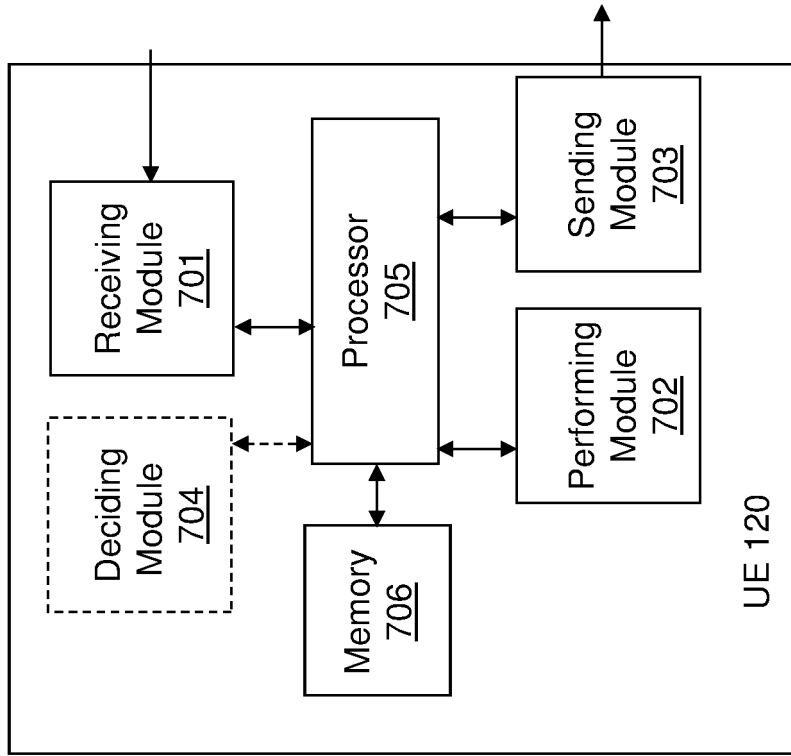 Receiving
Module
701
Deciding
Module
704
Processor
705
Memory
706
Sending
Module
703
Performing
Module
702
UE 120